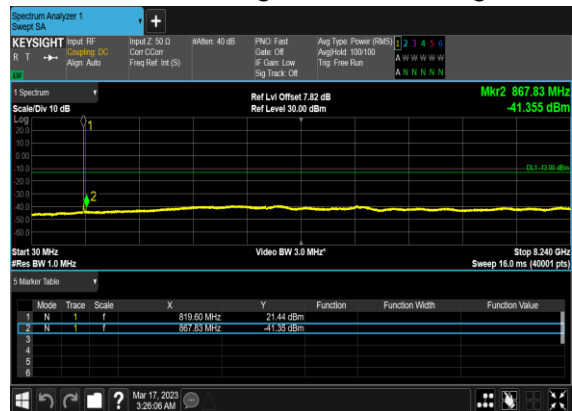 Spectrum Analyzer 1
Swept SA
+
KEYSIGHT Input: RF Input Z: 50 Ω #Atten: 40 dB PNO: Fast Avg Type: Power (RMS) 1 2 3 4 5 6
R T Coupling: DC Corr CCorr Gate: Off Avg|Hold: 100/100 A W W W W W
Align: Auto Freq Ref: Int (S) IF Gain: Low Trig: Free Run
LW Sig Track: Off A N N N N N
1 Spectrum Ref Lvl Offset 7.82 dB Mkr2 867.83 MHz
Scale/Div 10 dB Ref Level 30.00 dBm -41.355 dBm
Log
1
20.0
10.0
0.00
-10.0 DL1 -13.00 dBm
-20.0
-30.0
2
-40.0
-50.0
-60.0
Start 30 MHz Video BW 3.0 MHz* Stop 8.240 GHz
#Res BW 1.0 MHz Sweep 16.0 ms (40001 pts)
5 Marker Table
Mode Trace Scale X Y Function Function Width Function Value
1 N 1 f 819.60 MHz 21.44 dBm
2 N 1 f 867.83 MHz -41.35 dBm
3
4
5
6
? Mar 17, 2023
3:26:06 AM